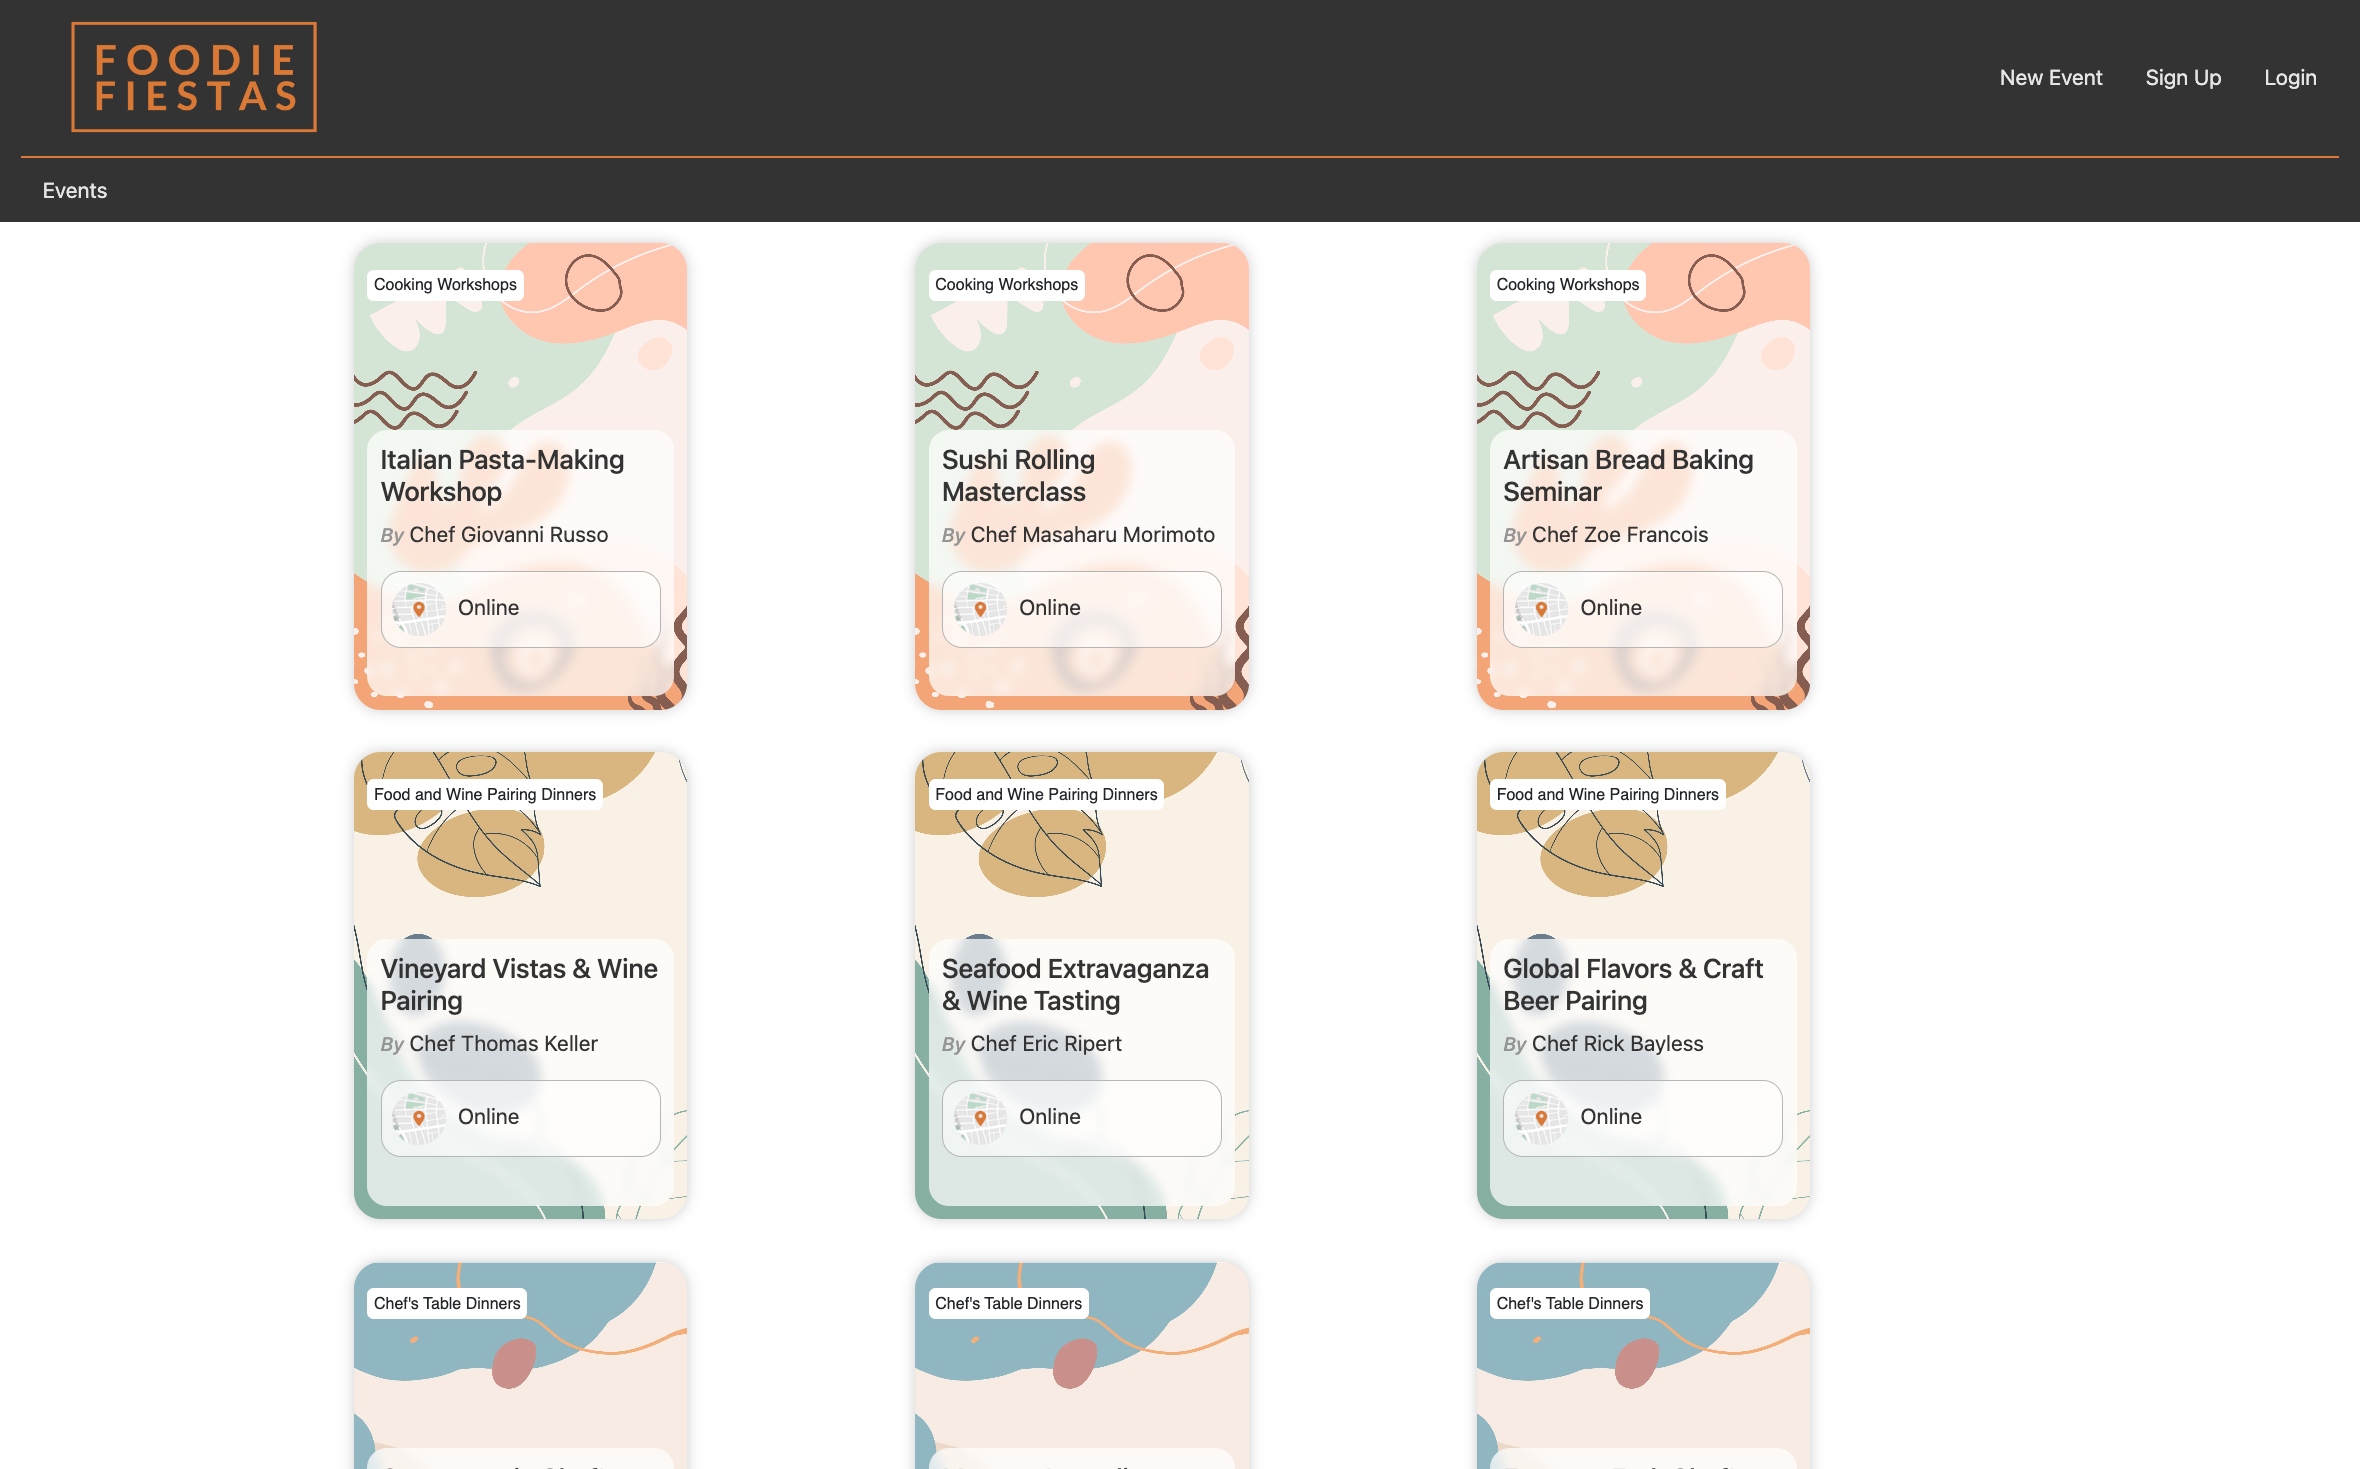 FOODIE
FIESTAS
New Event
Sign Up
Login
Events
Cooking Workshops
Italian Pasta-Making
Workshop
By Chef Giovanni Russo
Online
Cooking Workshops
Sushi Rolling
Masterclass
By Chef Masaharu Morimoto
Online
Cooking Workshops
Artisan Bread Baking
Seminar
By Chef Zoe Francois
Online
Food and Wine Pairing Dinners
Vineyard Vistas & Wine
Pairing
By Chef Thomas Keller
Online
Food and Wine Pairing Dinners
Seafood Extravaganza
& Wine Tasting
By Chef Eric Ripert
Online
Food and Wine Pairing Dinners
Global Flavors & Craft
Beer Pairing
By Chef Rick Bayless
Online
Chef's Table Dinners
Chef's Table Dinners
Chef's Table Dinners